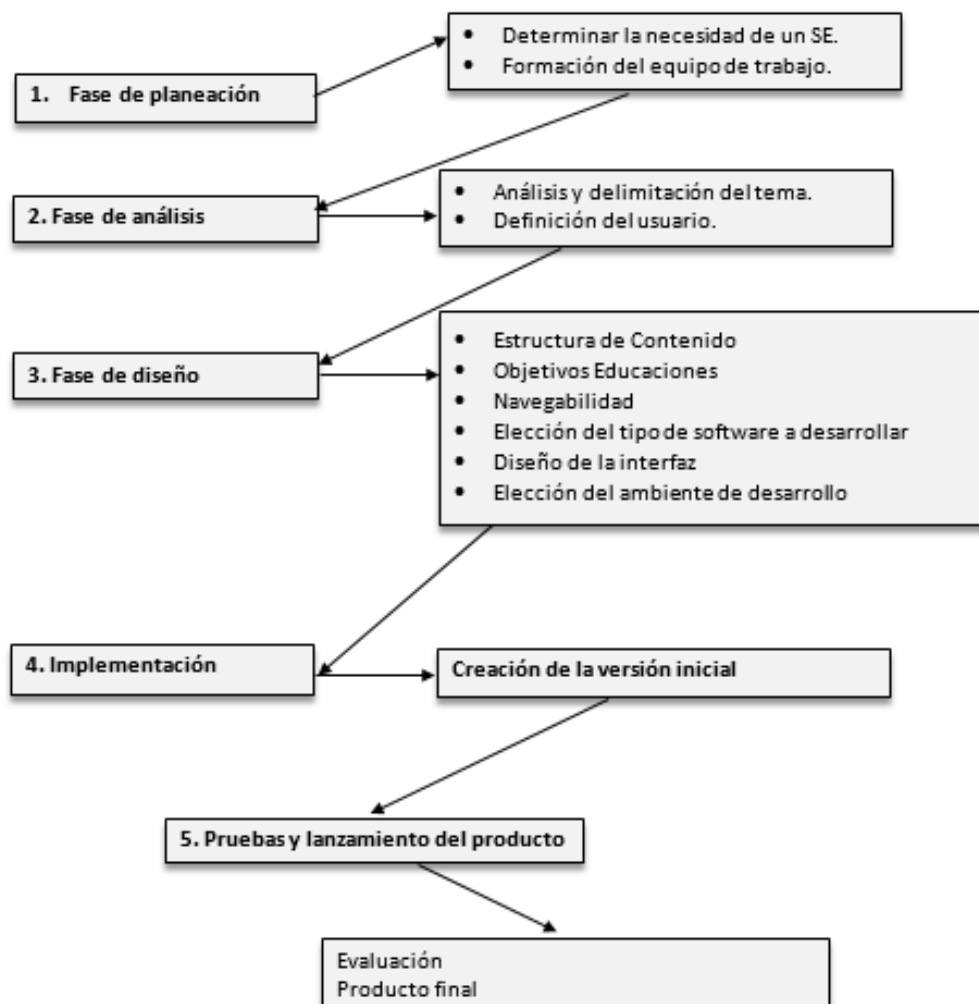 • Determinar la necesidad de un SE.
• Formación del equipo de trabajo.
1. Fase de planeación
2. Fase de análisis
• Análisis y delimitación del tema.
• Definición del usuario.
3. Fase de diseño
• Estructura de Contenido
• Objetivos Educaciones
• Navegabilidad
• Elección del tipo de software a desarrollar
• Diseño de la interfaz
• Elección del ambiente de desarrollo
4. Implementación
Creación de la versión inicial
5. Pruebas y lanzamiento del producto
Evaluación
Producto final